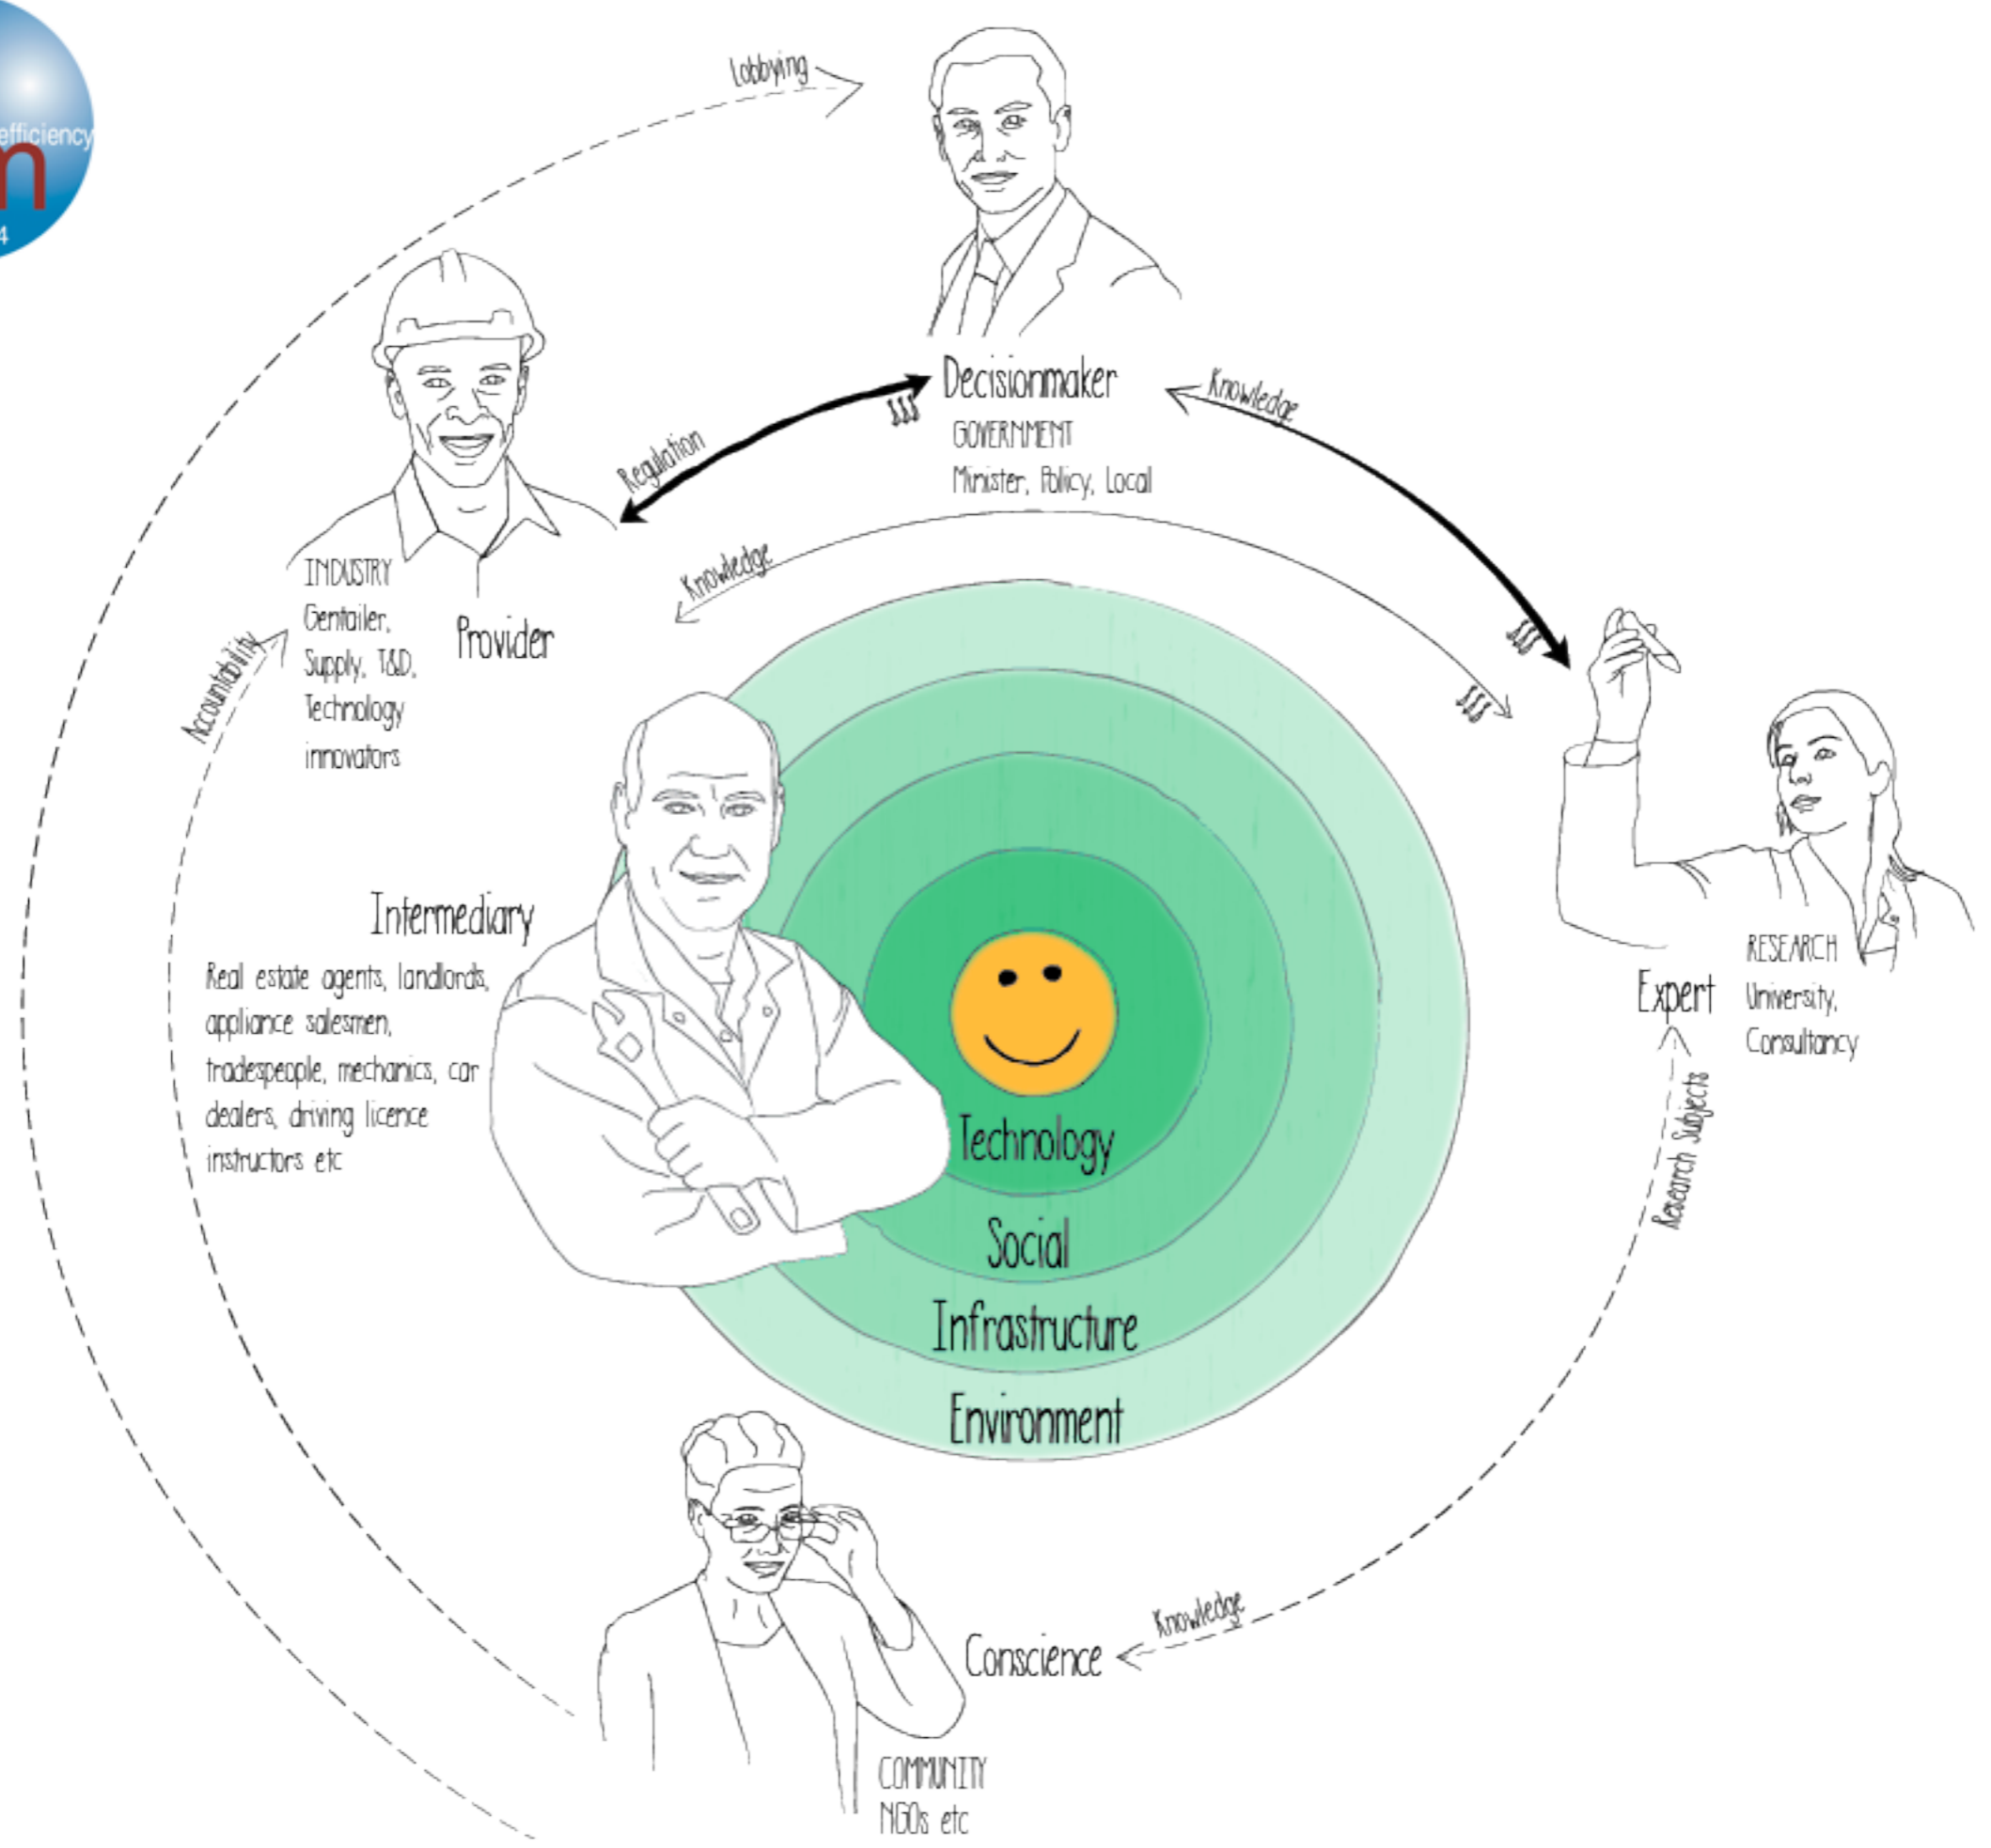 efficiency
n
4
Lobbying
Decisionmaker
GOVERNMENT
Minister, Policy, Local
Regulation
$$$
Knowledge
Knowledge
$$$
$$$
INDUSTRY
Gentailer,
Supply, T&D,
Technology
innovators
Provider
Accountability
Intermediary
Real estate agents, landlords,
appliance salesmen,
tradespeople, mechanics, car
dealers, driving licence
instructors etc
Expert
RESEARCH
University,
Consultancy
Research Subjects
Technology
Social
Infrastructure
Environment
Knowledge
Conscience
COMMUNITY
NGOs etc